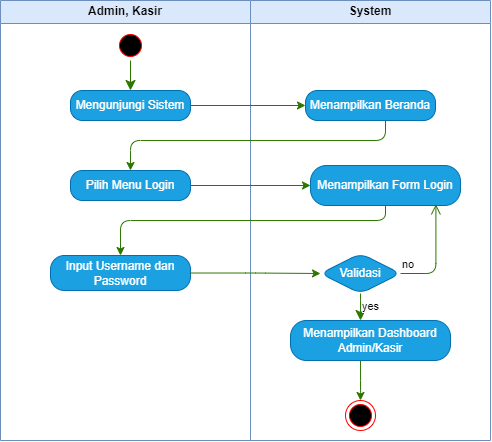 Admin, Kasir
System
Mengunjungi Sistem
Menampilkan Beranda
Pilih Menu Login
Menampilkan Form Login
Input Username dan
Password
Validasi
no
yes
Menampilkan Dashboard
Admin/Kasir